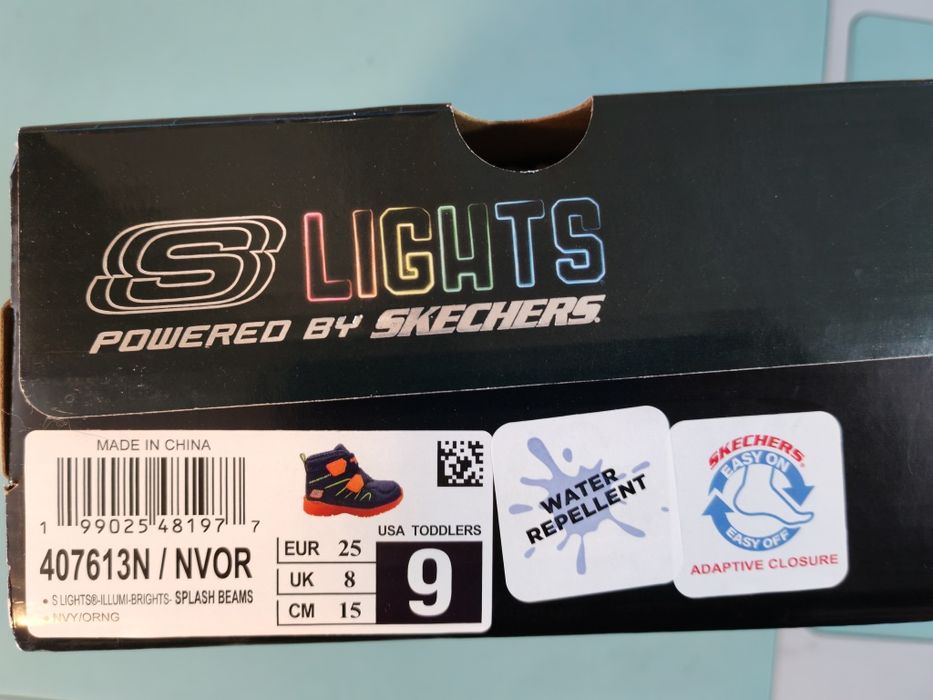 S LIGHTS
POWERED BY SKECHERS.
MADE IN CHINA
1 99025 48197 7
407613N / NVOR
• S LIGHTS®-ILLUMI-BRIGHTS- SPLASH BEAMS
• NVY/ORNG
USA TODDLERS
EUR 25
UK 8
CM 15
9
WATER
REPELLENT
SKECHERS
EASY ON
EASY OFF
ADAPTIVE CLOSURE